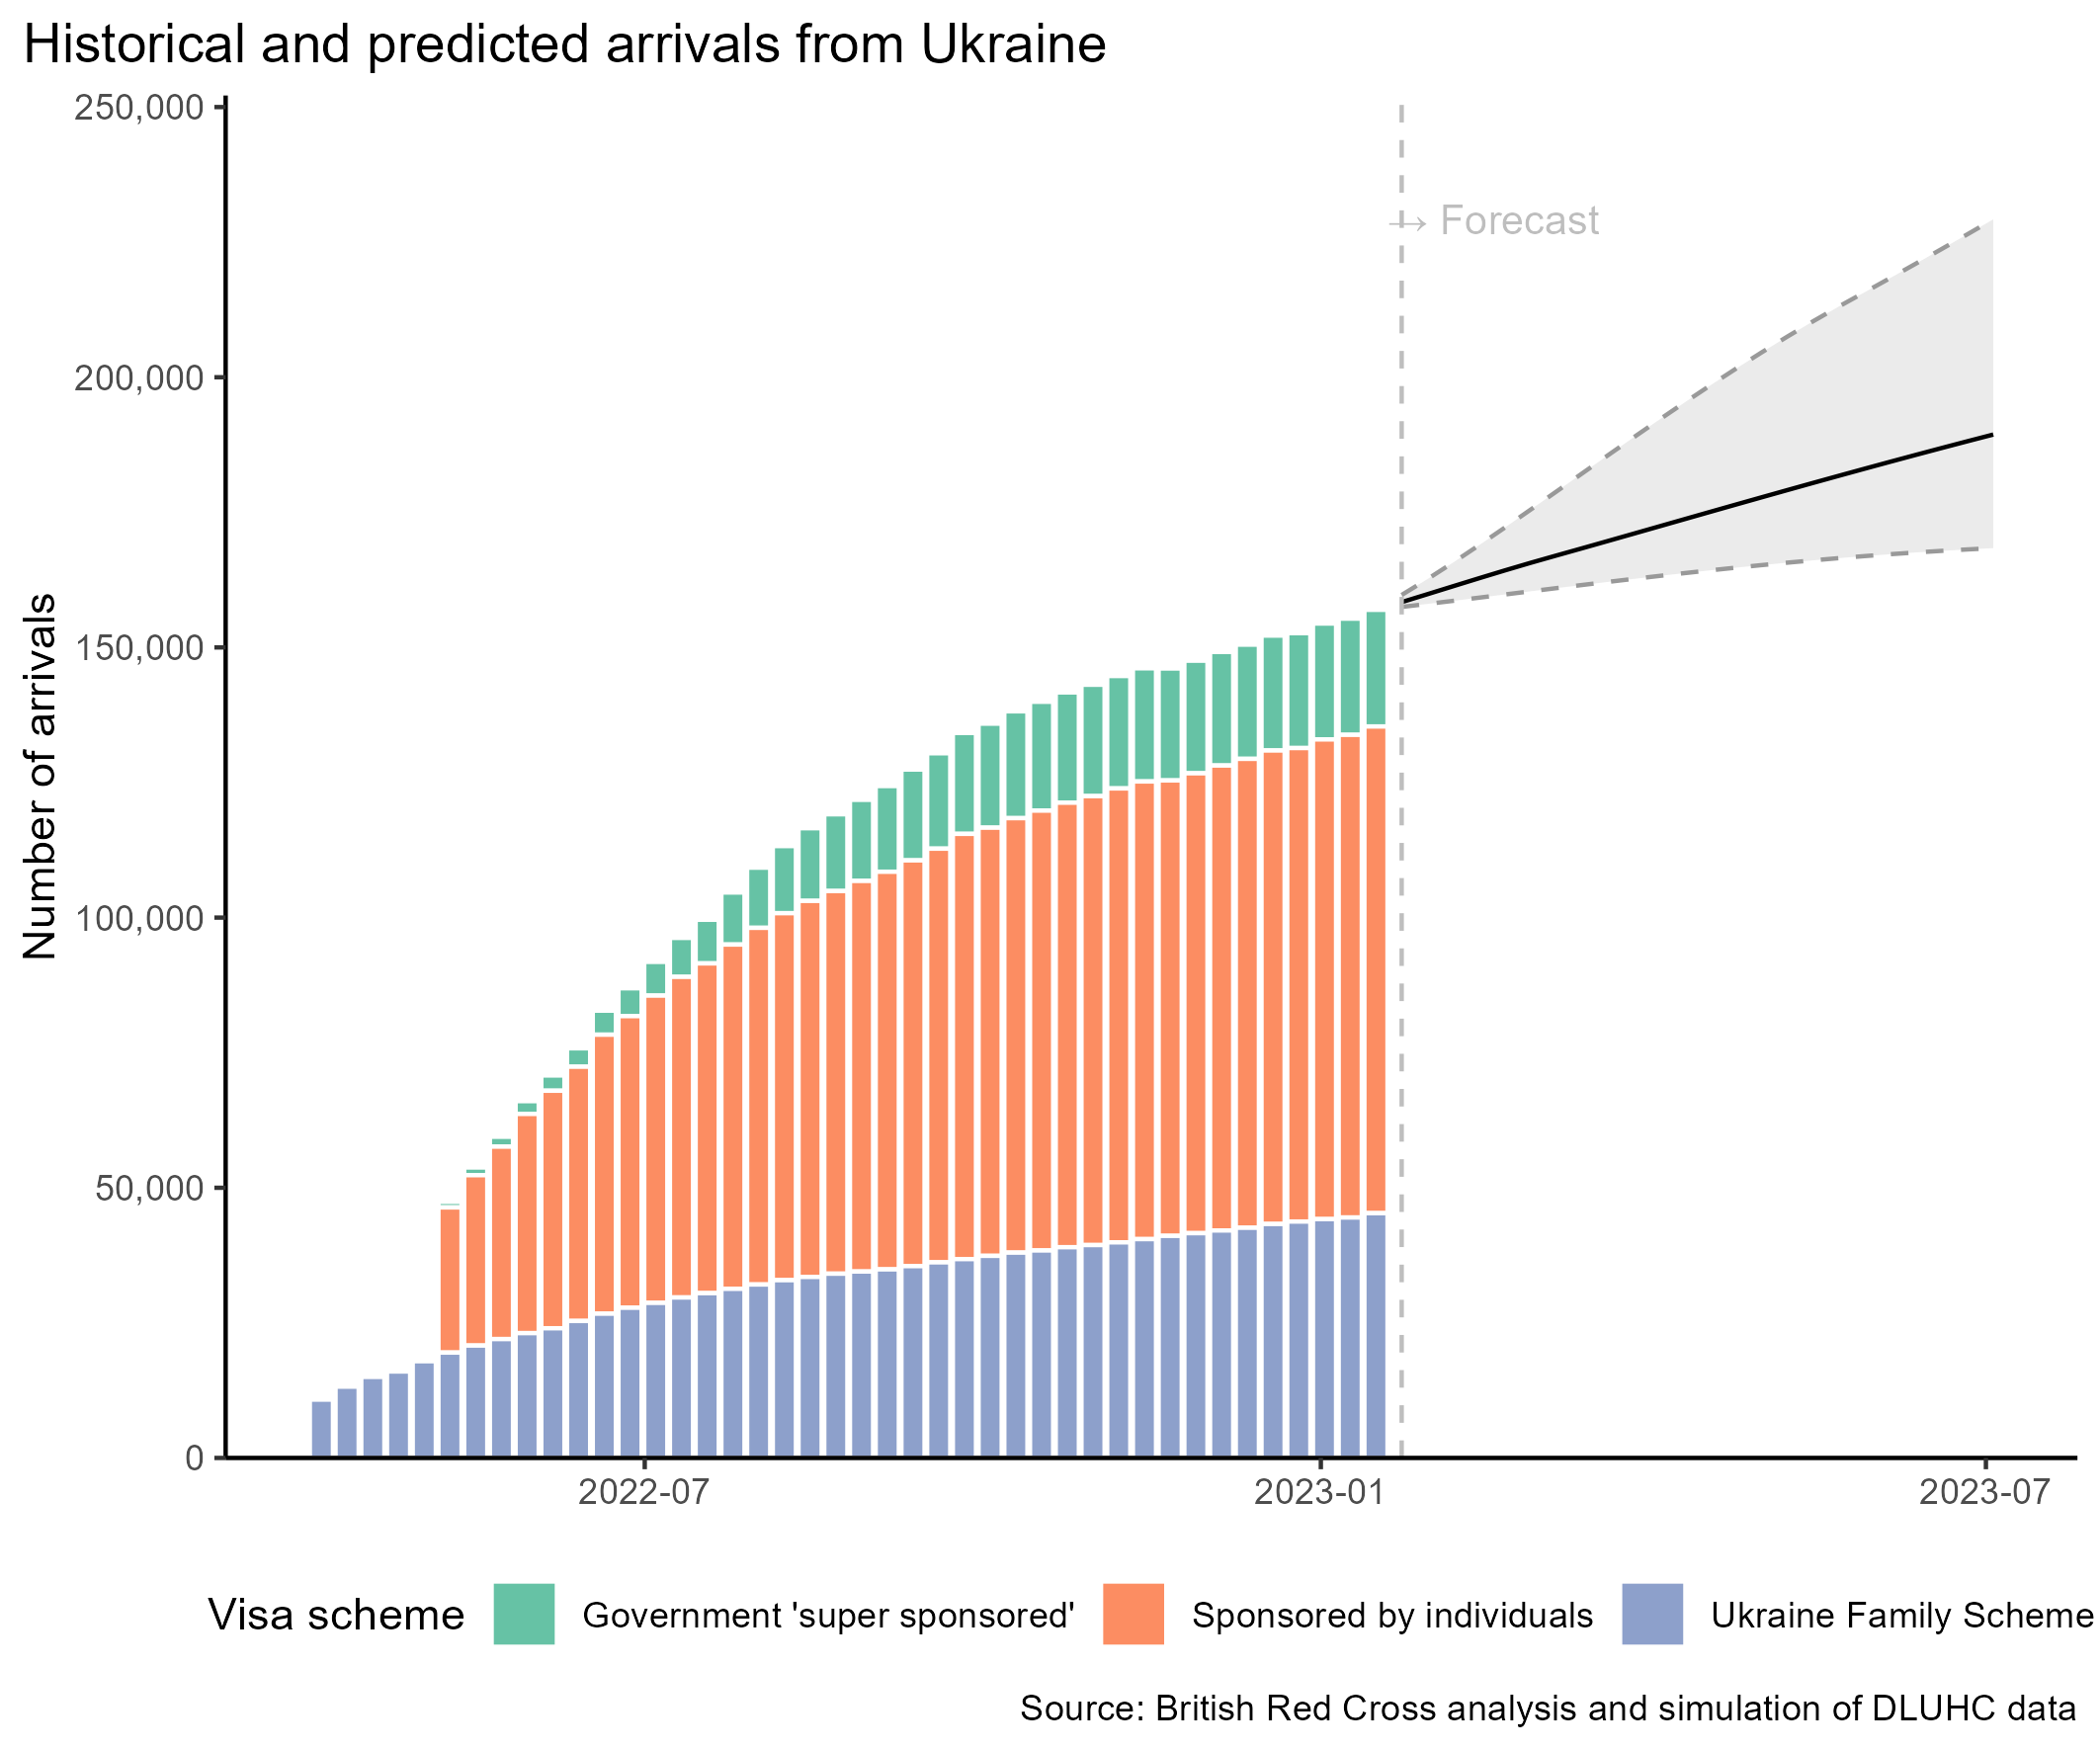 Historical and predicted arrivals from Ukraine
250,000
→ Forecast
200,000
150,000
Number of arrivals
100,000
50,000
0
2022-07 2023-01 2023-07
Visa scheme Government 'super sponsored' Sponsored by individuals Ukraine Family Scheme
Source: British Red Cross analysis and simulation of DLUHC data